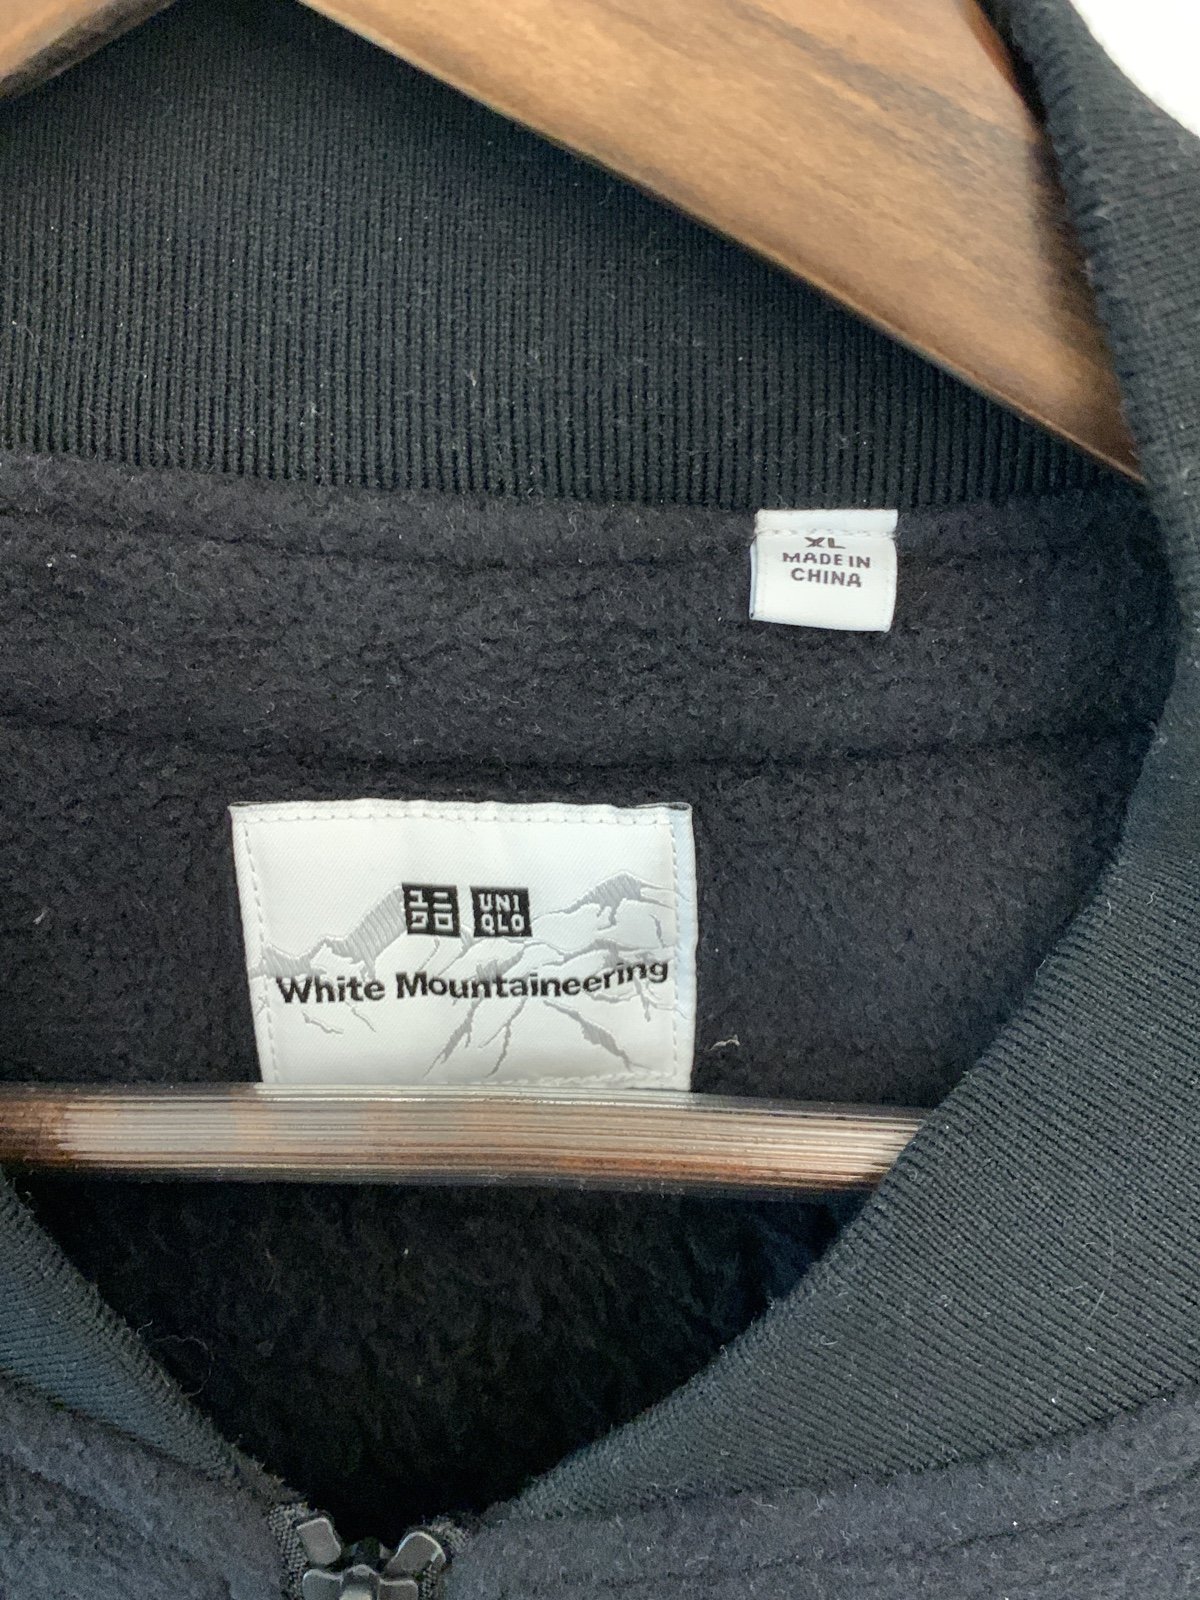 XL
MADE IN
CHINA
ユニ UNI
クロ QLO
White Mountaineering